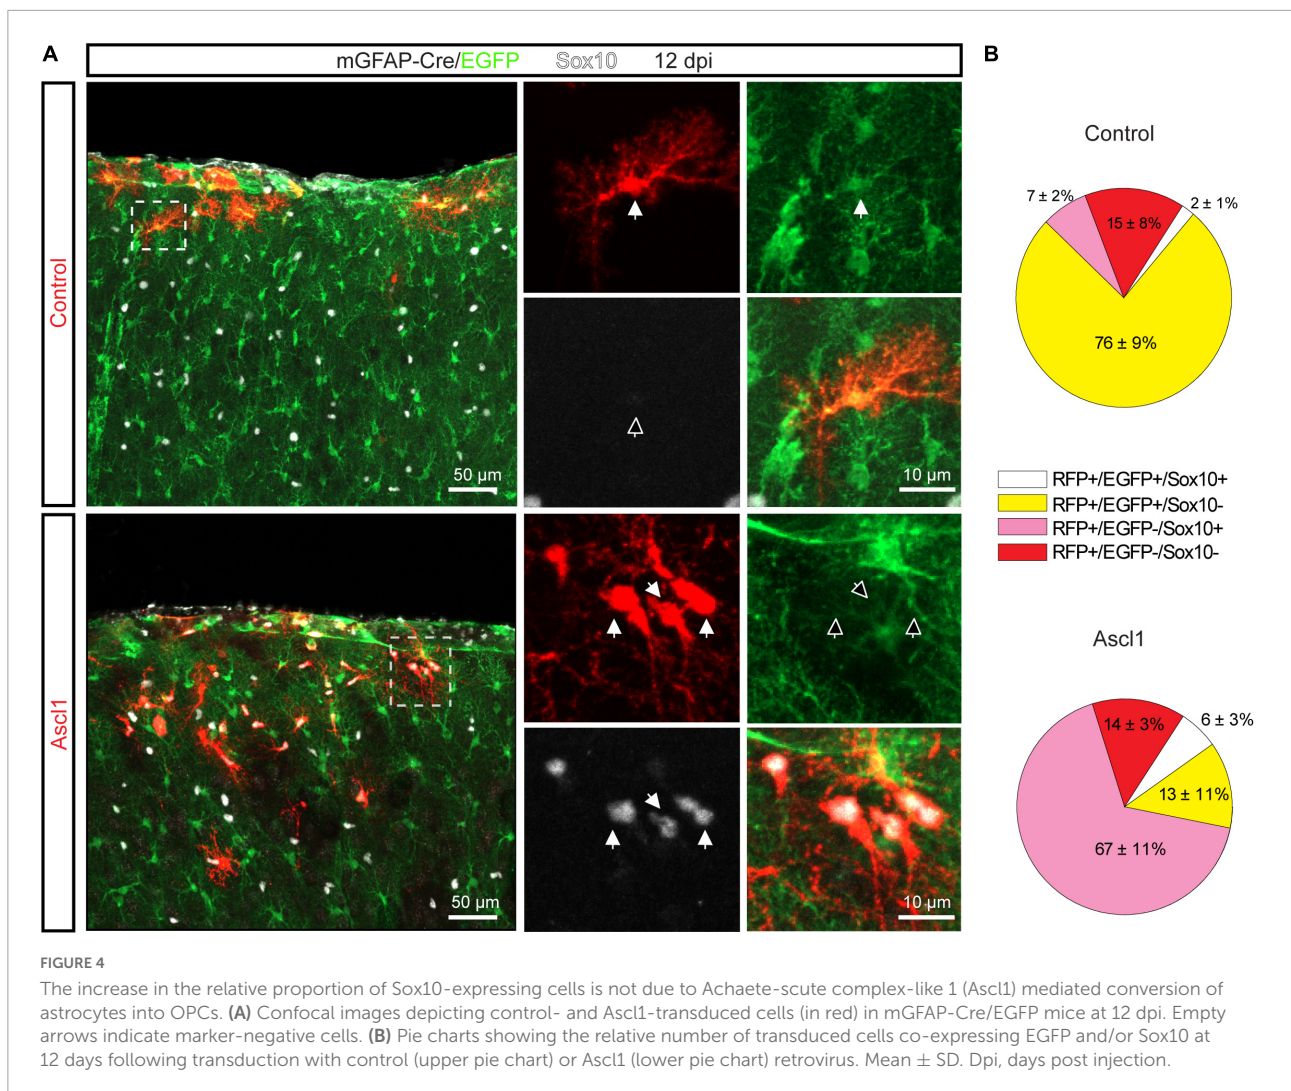 A
mGFAP-Cre/EGFP Sox10 12 dpi
Control
50 µm
10 µm
Ascl1
50 µm
10 µm
B
Control
7 ± 2%
15 ± 8%
2 ± 1%
76 ± 9%
RFP+/EGFP+/Sox10+
RFP+/EGFP+/Sox10-
RFP+/EGFP-/Sox10+
RFP+/EGFP-/Sox10-
Ascl1
14 ± 3%
6 ± 3%
13 ± 11%
67 ± 11%
FIGURE 4
The increase in the relative proportion of Sox10-expressing cells is not due to Achaete-scute complex-like 1 (Ascl1) mediated conversion of
astrocytes into OPCs. (A) Confocal images depicting control- and Ascl1-transduced cells (in red) in mGFAP-Cre/EGFP mice at 12 dpi. Empty
arrows indicate marker-negative cells. (B) Pie charts showing the relative number of transduced cells co-expressing EGFP and/or Sox10 at
12 days following transduction with control (upper pie chart) or Ascl1 (lower pie chart) retrovirus. Mean ± SD. Dpi, days post injection.